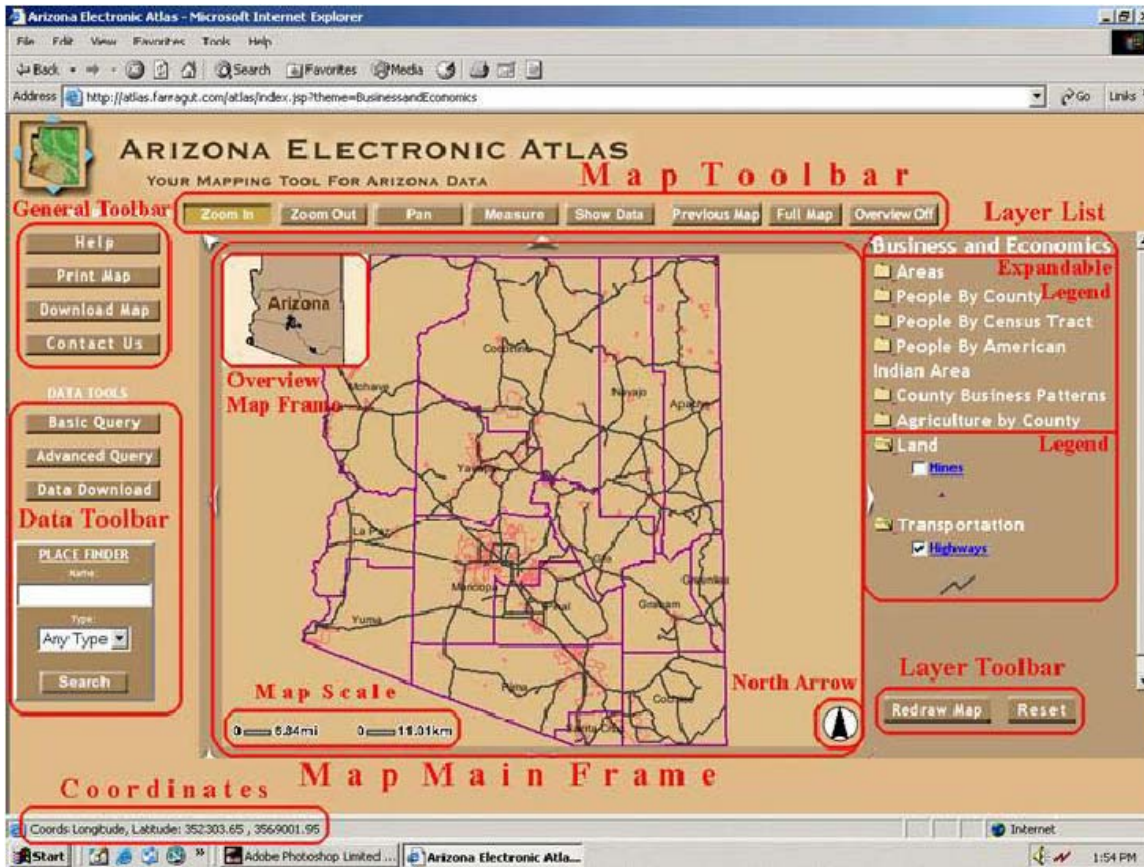 Arizona Electronic Atlas - Microsoft Internet Explorer
File Edit View Favorites Tools Help
Back Search Favorites Media
Address http://atlas.farragut.com/atlas/index.jsp?theme=BusinessandEconomics Go Links
ARIZONA ELECTRONIC ATLAS
YOUR MAPPING TOOL FOR ARIZONA DATA
Map Toolbar
General Toolbar
Zoom In Zoom Out Pan Measure Show Data Previous Map Full Map Overview Off
Layer List
Help
Print Map
Download Map
Contact Us
DATA TOOLS
Basic Query
Advanced Query
Data Download
Data Toolbar
PLACE FINDER
Name:
Type:
Any Type
Search
Arizona
Overview
Map Frame
Coconino
Mohave
Navajo
Apache
Yavapai
La Paz
Gila
Maricopa
Greenlee
Pinal
Graham
Yuma
Pima
Cochise
Santa Cruz
Map Scale
0 6.84mi 0 11.01km
North Arrow
Map Main Frame
Business and Economics
Expandable
Legend
Areas
People By County
People By Census Tract
People By American
Indian Area
County Business Patterns
Agriculture by County
Legend
Land
Mines
Transportation
Highways
Layer Toolbar
Redraw Map Reset
Coordinates
Coords Longitude, Latitude: 352303.65 , 3569001.95
Internet
Start » Adobe Photoshop Limited ... Arizona Electronic Atla... 1:54 PM